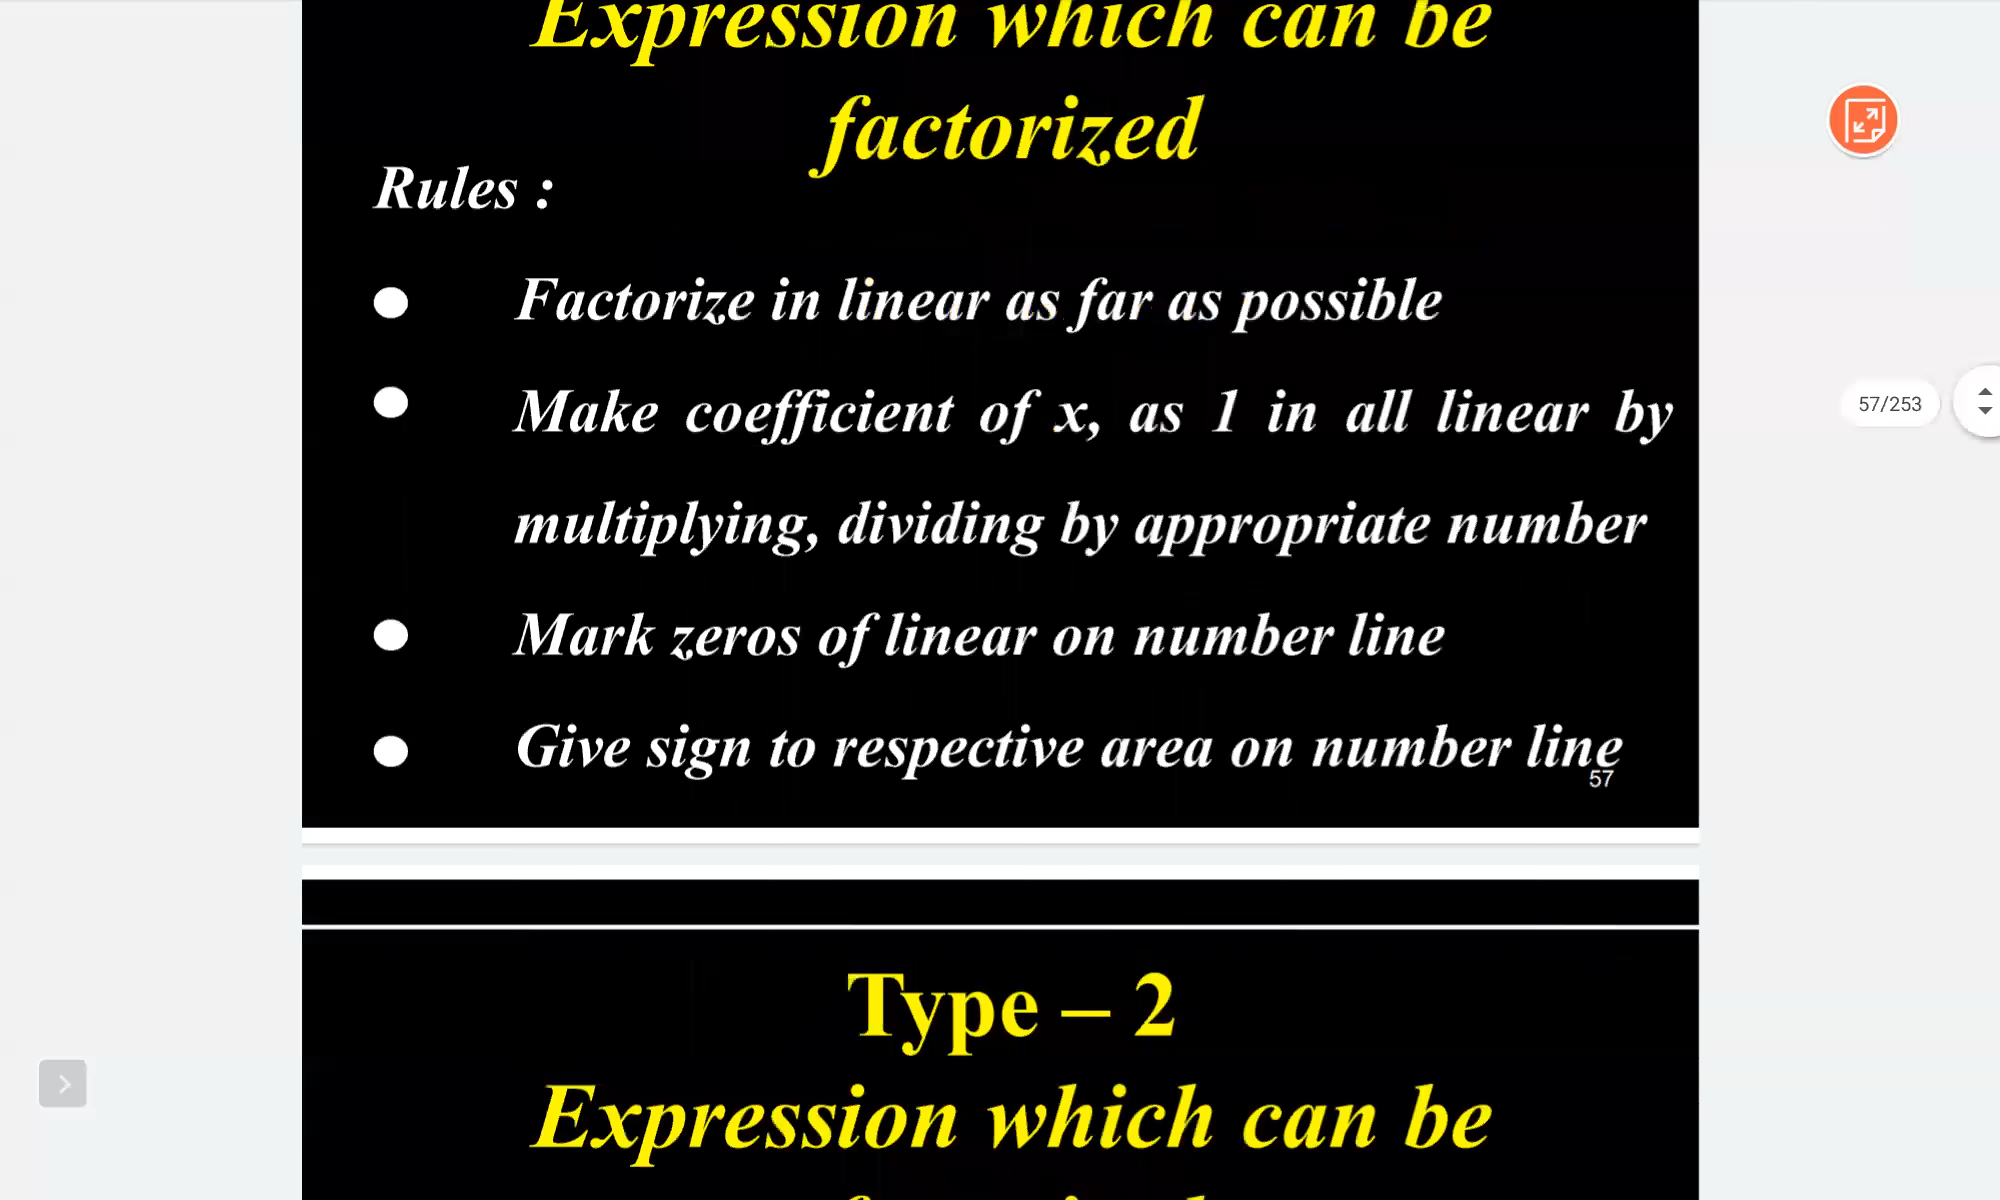 Expression which can be
factorized
Rules :
Factorize in linear as far as possible
Make coefficient of x, as 1 in all linear by
multiplying, dividing by appropriate number
Mark zeros of linear on number line
Give sign to respective area on number line
57
57/253
Type – 2
Expression which can be